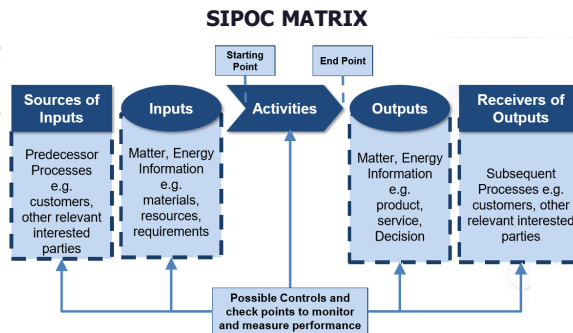 SIPOC MATRIX
Starting
Point
End Point
Sources of
Inputs
Inputs
Activities
Outputs
Receivers of
Outputs
Predecessor
Processes
e.g.
customers,
other relevant
interested
parties
Matter, Energy
Information
e.g.
materials,
resources,
requirements
Matter, Energy
Information
e.g.
product,
service,
Decision
Subsequent
Processes e.g.
customers, other
relevant interested
parties
Possible Controls and
check points to monitor
and measure performance